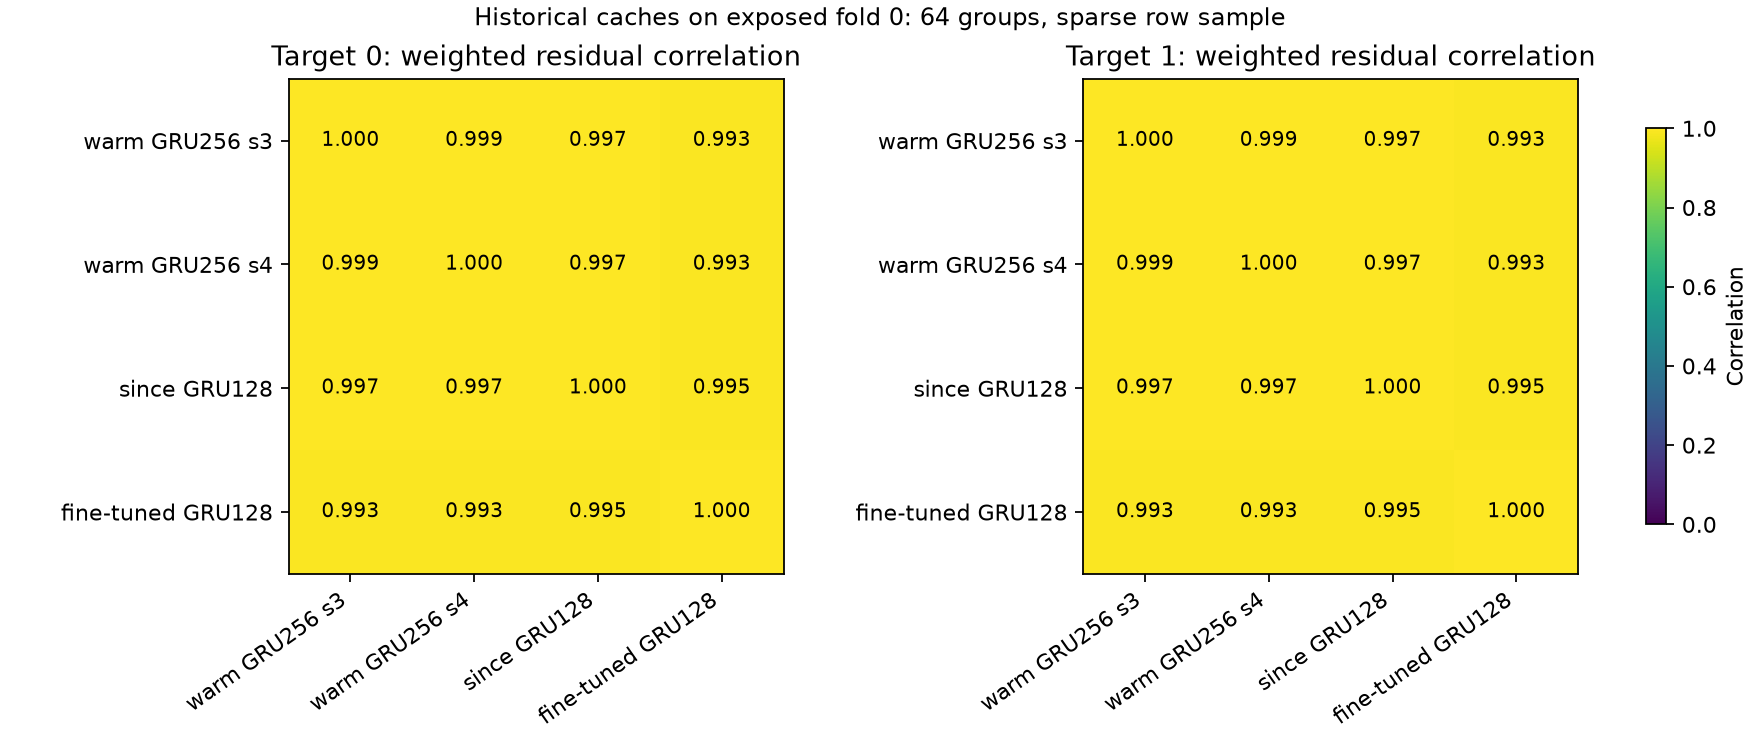 Historical caches on exposed fold 0: 64 groups, sparse row sample
Target 0: weighted residual correlation
warm GRU256 s3 1.000 0.999 0.997 0.993
warm GRU256 s4 0.999 1.000 0.997 0.993
since GRU128 0.997 0.997 1.000 0.995
fine-tuned GRU128 0.993 0.993 0.995 1.000
warm GRU256 s3
warm GRU256 s4
since GRU128
fine-tuned GRU128
Target 1: weighted residual correlation
warm GRU256 s3 1.000 0.999 0.997 0.993
warm GRU256 s4 0.999 1.000 0.997 0.993
since GRU128 0.997 0.997 1.000 0.995
fine-tuned GRU128 0.993 0.993 0.995 1.000
warm GRU256 s3
warm GRU256 s4
since GRU128
fine-tuned GRU128
1.0
0.8
0.6
0.4
0.2
0.0
Correlation